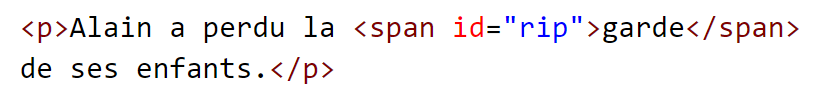 <p>Alain a perdu la <span id="rip">garde</span>
de ses enfants.</p>